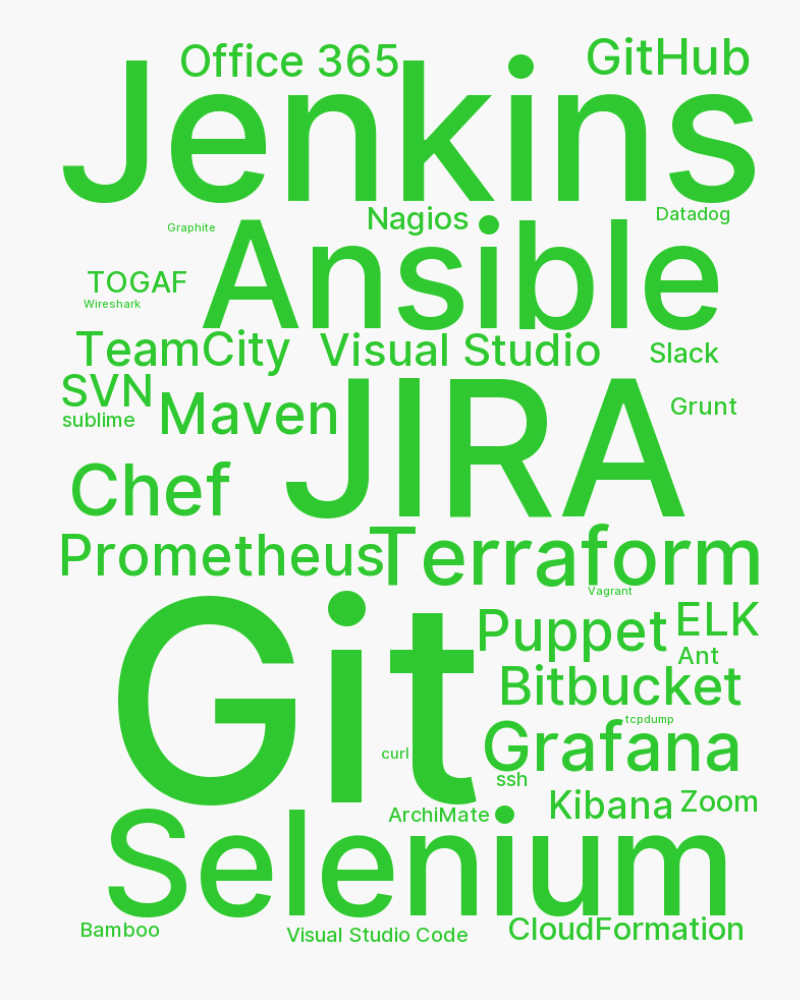 Office 365
GitHub
Jenkins
Graphite
Nagios
Datadog
Ansible
TOGAF
Wireshark
TeamCity
Visual Studio
Slack
SVN
sublime
Maven
JIRA
Grunt
Chef
Prometheus
Terraform
Vagrant
Git
Puppet
ELK
Ant
Bitbucket
tcpdump
Grafana
curl
ssh
Kibana
Zoom
ArchiMate
Selenium
Bamboo
Visual Studio Code
CloudFormation